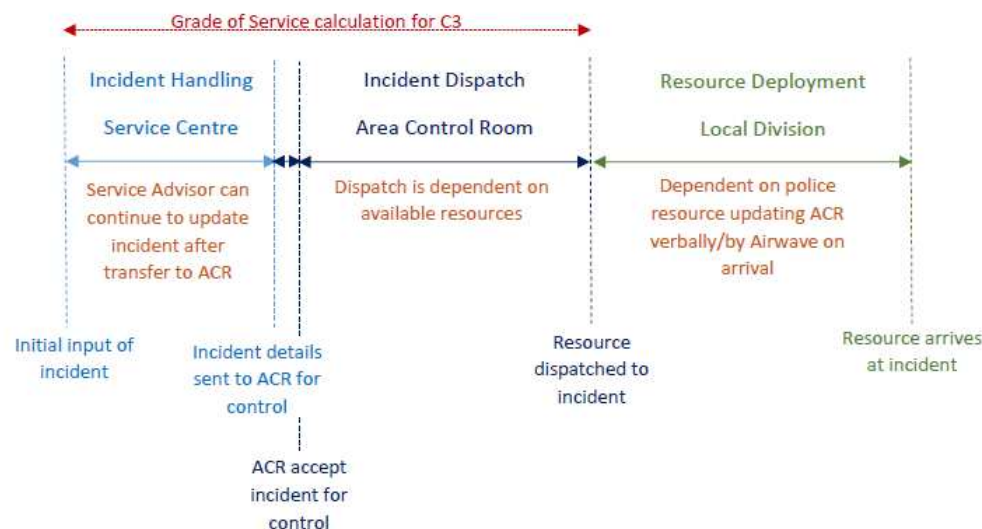 Grade of Service calculation for C3
Incident Handling
Service Centre
Incident Dispatch
Area Control Room
Resource Deployment
Local Division
Service Advisor can
continue to update
incident after
transfer to ACR
Dispatch is dependent on
available resources
Dependent on police
resource updating ACR
verbally/by Airwave on
arrival
Initial input of
incident
Incident details
sent to ACR for
control
ACR accept
incident for
control
Resource
dispatched to
incident
Resource arrives
at incident